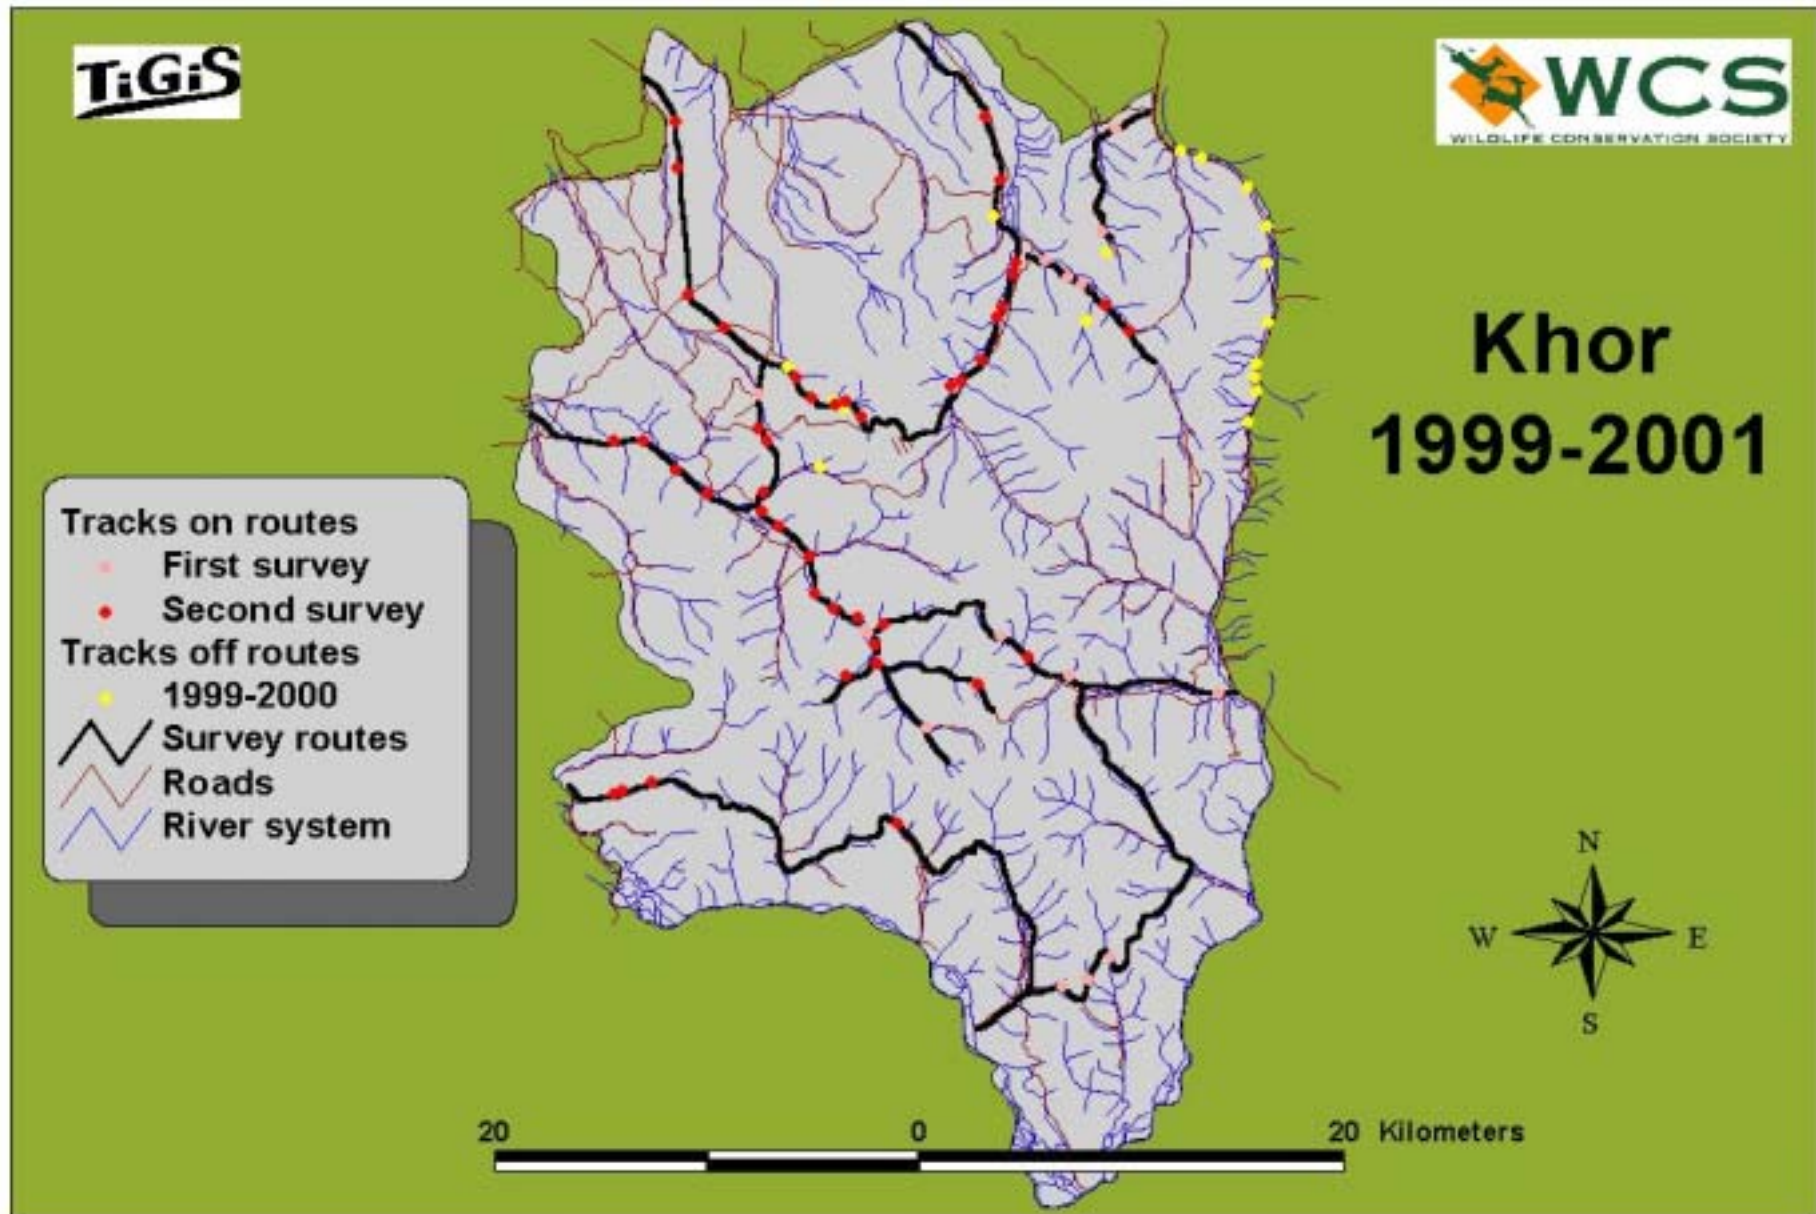 TiGiS
WCS
WILDLIFE CONSERVATION SOCIETY
Khor
1999-2001
Tracks on routes
First survey
Second survey
Tracks off routes
1999-2000
Survey routes
Roads
River system
N
W E
S
20 0 20 Kilometers